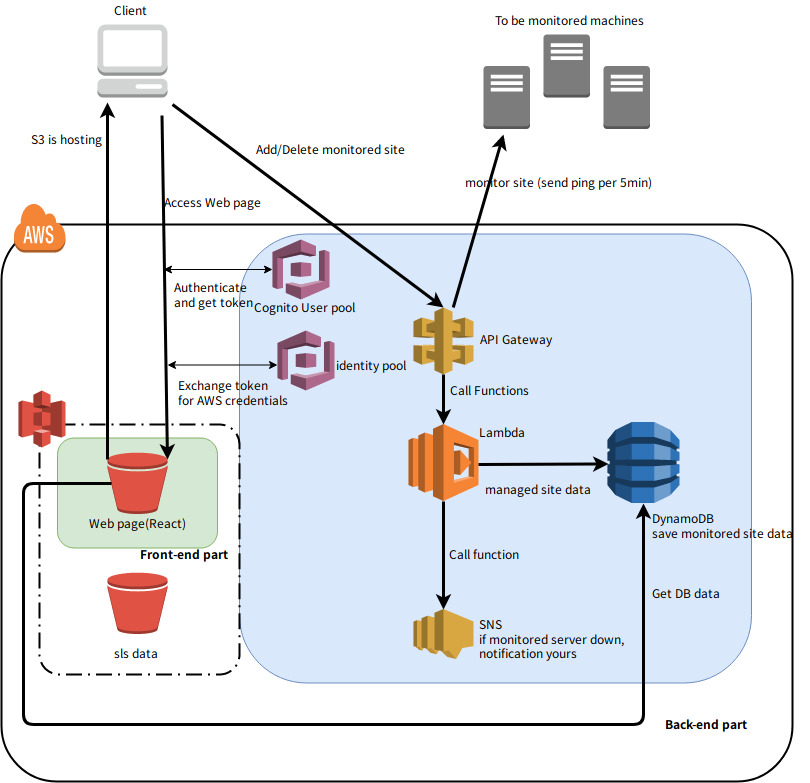 Client
To be monitored machines
S3 is hosting
Add/Delete monitored site
monitor site (send ping per 5min)
Access Web page
AWS
Authenticate
and get token
Cognito User pool
API Gateway
identity pool
Exchange token
for AWS credentials
Call Functions
Lambda
managed site data
Web page(React)
DynamoDB
save monitored site data
Front-end part
Call function
Get DB data
SNS
if monitored server down,
notification yours
sls data
Back-end part